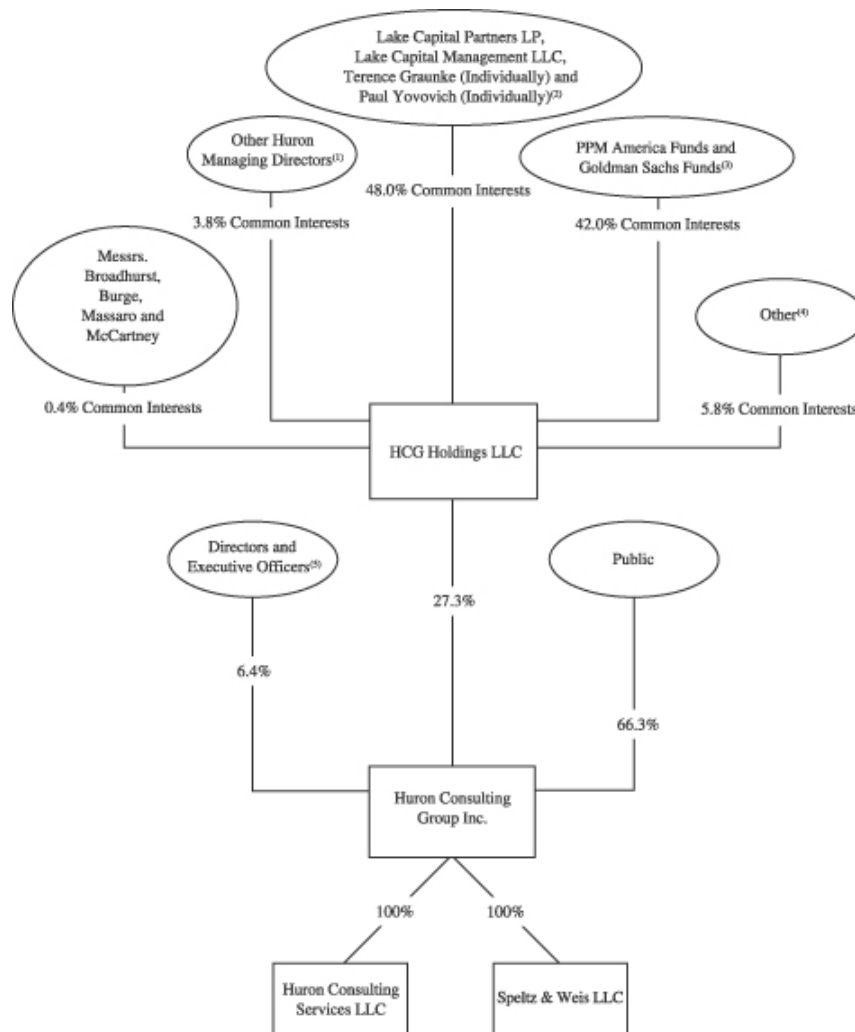 Lake Capital Partners LP,
Lake Capital Management LLC,
Terence Graunke (Individually) and
Paul Yovovich (Individually)(2)
Other Huron
Managing Directors(1)
PPM America Funds and
Goldman Sachs Funds(3)
48.0% Common Interests
3.8% Common Interests
42.0% Common Interests
Messrs.
Broadhurst,
Burge,
Massaro and
McCartney
Other(4)
0.4% Common Interests
5.8% Common Interests
HCG Holdings LLC
Directors and
Executive Officers(5)
Public
27.3%
6.4%
66.3%
Huron Consulting
Group Inc.
100%
100%
Huron Consulting
Services LLC
Speltz & Weis LLC